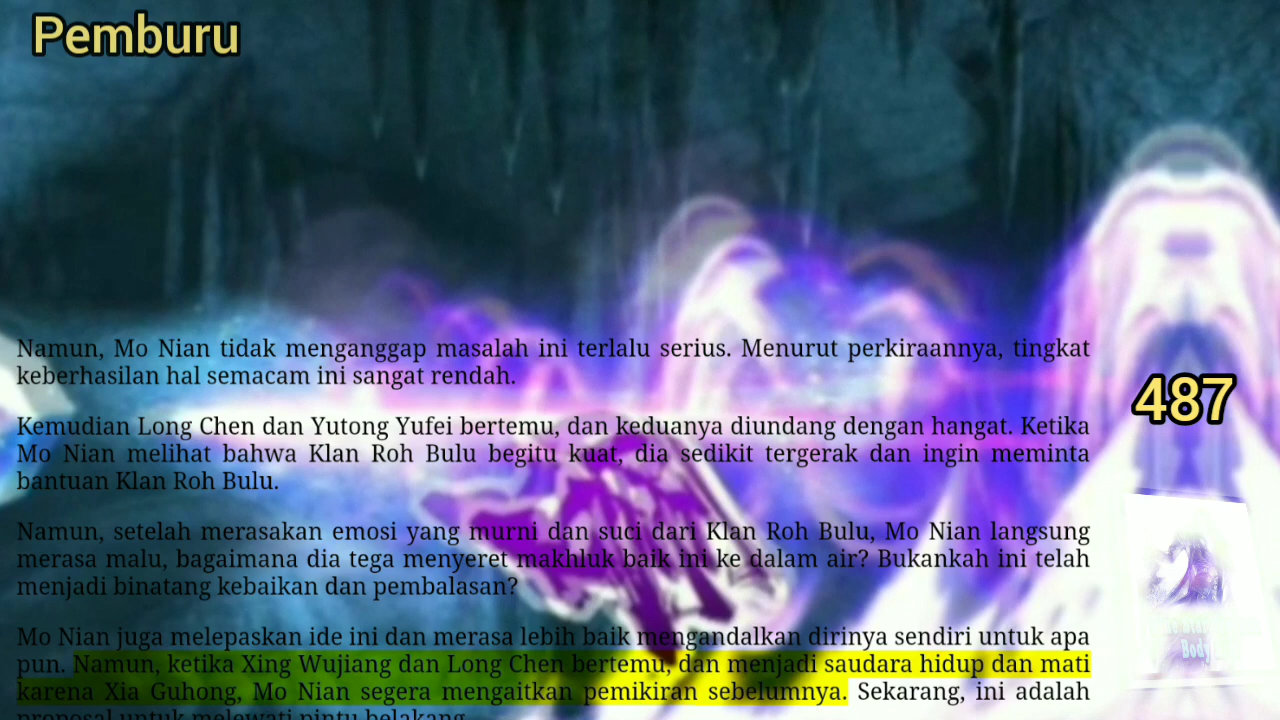 Pemburu
Namun, Mo Nian tidak menganggap masalah ini terlalu serius. Menurut perkiraannya, tingkat
keberhasilan hal semacam ini sangat rendah.
Kemudian Long Chen dan Yutong Yufei bertemu, dan keduanya diundang dengan hangat. Ketika
Mo Nian melihat bahwa Klan Roh Bulu begitu kuat, dia sedikit tergerak dan ingin meminta
bantuan Klan Roh Bulu.
Namun, setelah merasakan emosi yang murni dan suci dari Klan Roh Bulu, Mo Nian langsung
merasa malu, bagaimana dia tega menyeret makhluk baik ini ke dalam air? Bukankah ini telah
menjadi binatang kebaikan dan pembalasan?
Mo Nian juga melepaskan ide ini dan merasa lebih baik mengandalkan dirinya sendiri untuk apa
pun. Namun, ketika Xing Wujiang dan Long Chen bertemu, dan menjadi saudara hidup dan mati
karena Xia Guhong, Mo Nian segera mengaitkan pemikiran sebelumnya. Sekarang, ini adalah
proposal untuk melewati pintu belakang.
487